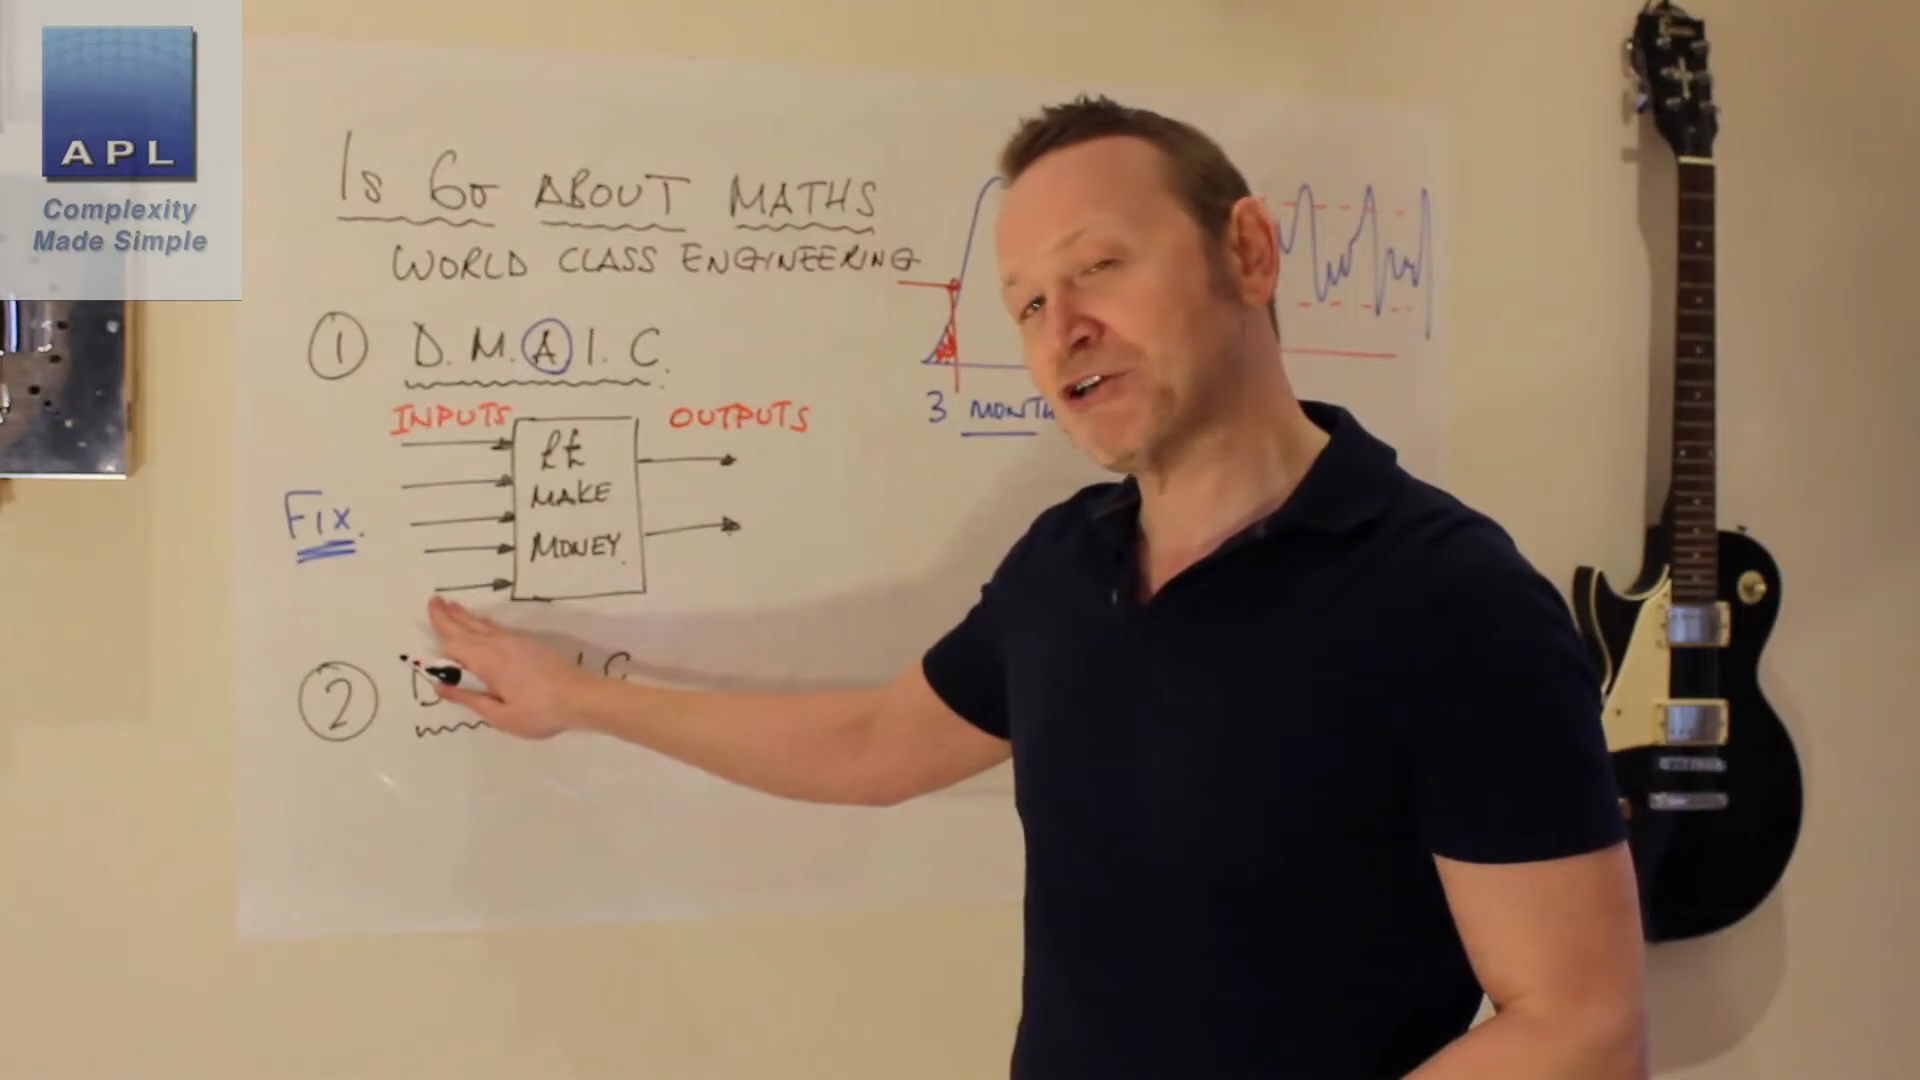 APL
Complexity
Made Simple
Is 6σ ABOUT MATHS
WORLD CLASS ENGINEERING
① D. M. A I. C.
INPUTS
OUTPUTS
££
MAKE
MONEY.
Fix.
② D I C
3 MONTH